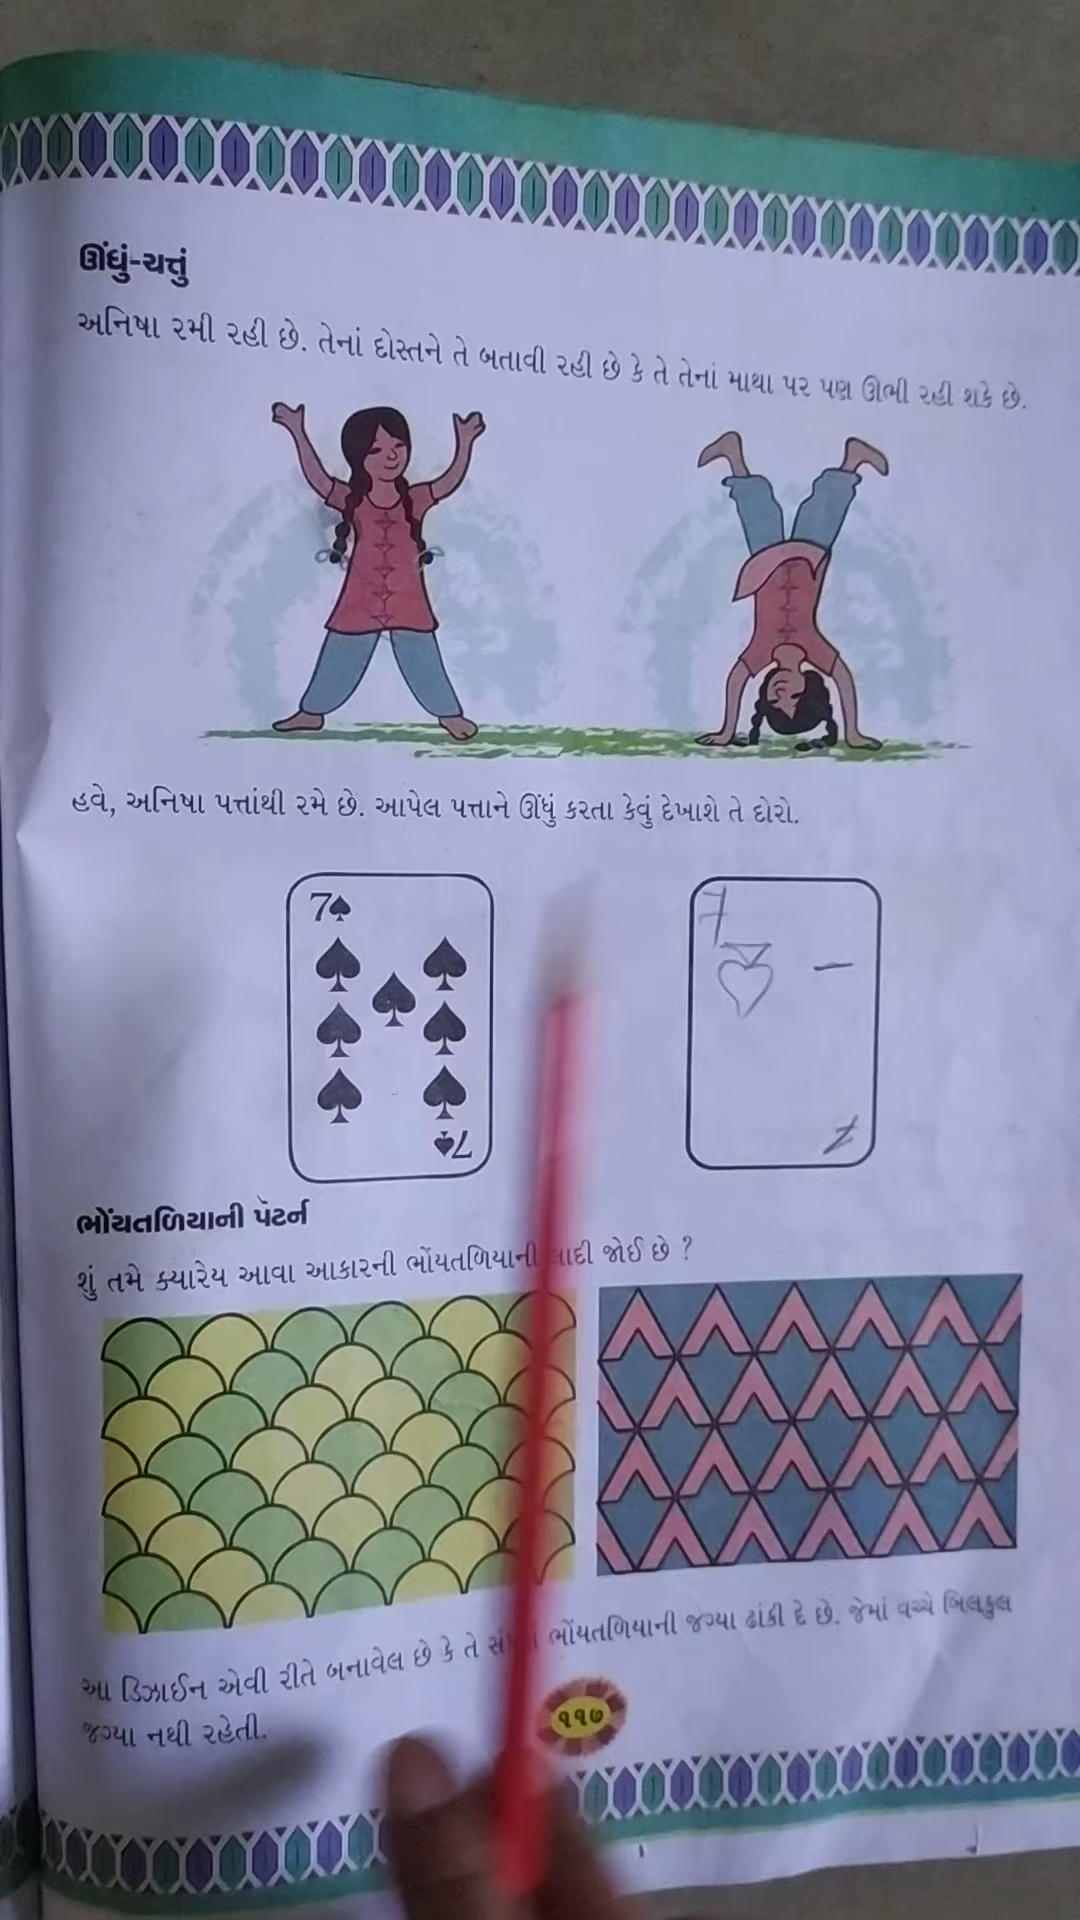 ઊંધું-ચત્તું
અનિષા રમી રહી છે. તેનાં દોસ્તને તે બતાવી રહી છે કે તે તેનાં માથા પર પણ ઊભી રહી શકે છે.
હવે, અનિષા પત્તાંથી રમે છે. આપેલ પત્તાને ઊંધું કરતા કેવું દેખાશે તે દોરો.
7♠
7♠
7
7
ભોંયતળિયાની પૅટર્ન
શું તમે ક્યારેય આવા આકારની ભોંયતળિયાની જોઈ છે ?
આ ડિઝાઈન એવી રીતે બનાવેલ છે કે તે ભોંયતળિયાની જગ્યા ઢાંકી દે છે. જેમાં વચ્ચે બિલકુલ
જગ્યા નથી રહેતી.
૧૧૭